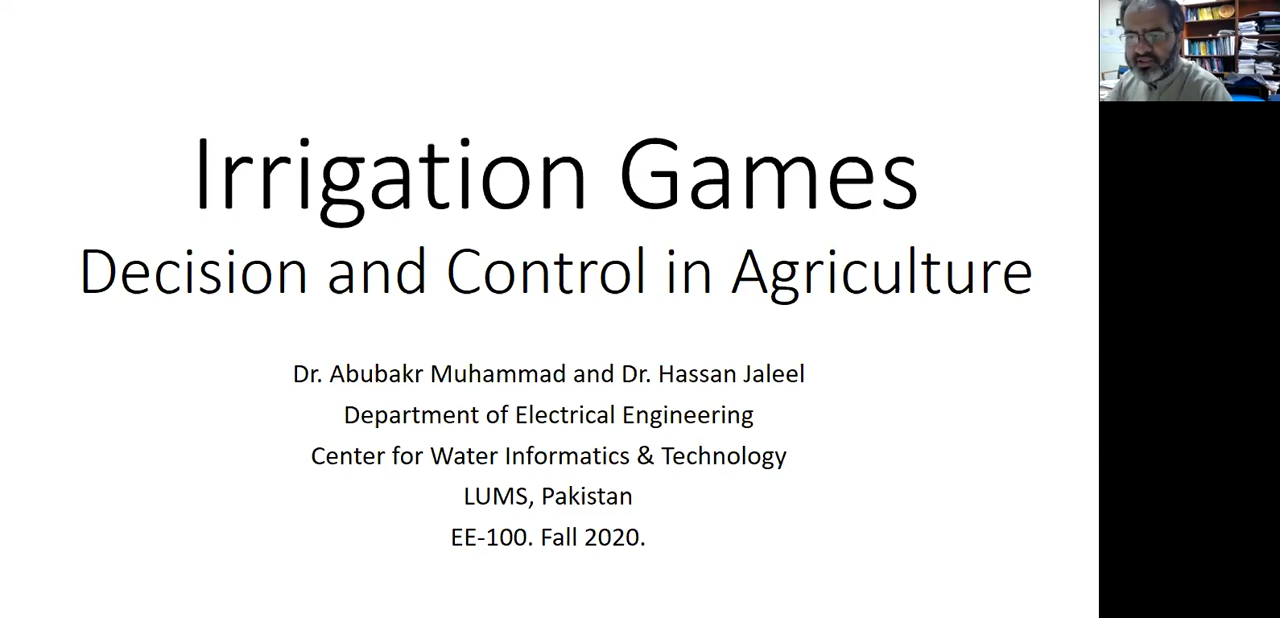 Irrigation Games
Decision and Control in Agriculture
Dr. Abubakr Muhammad and Dr. Hassan Jaleel
Department of Electrical Engineering
Center for Water Informatics & Technology
LUMS, Pakistan
EE-100. Fall 2020.